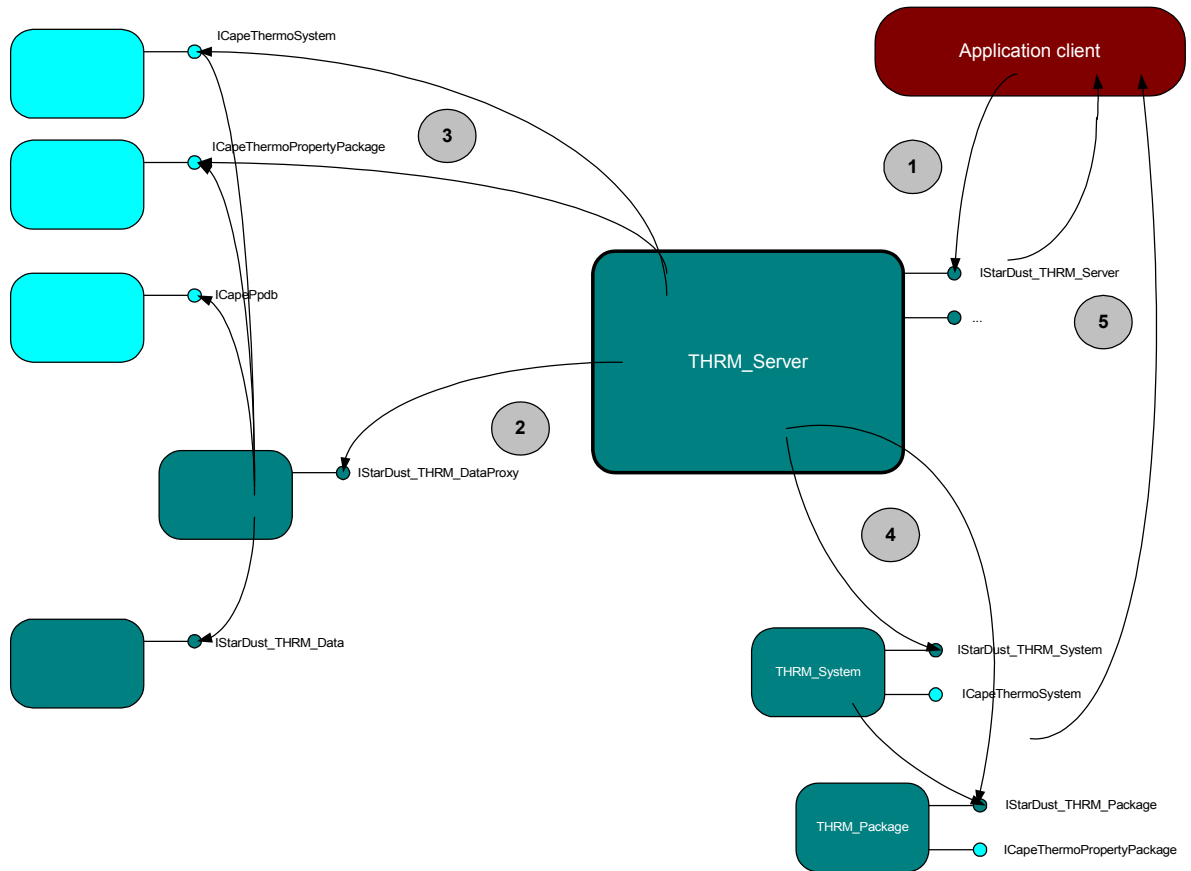 ICapeThermoSystem
Application client
3
ICapeThermoPropertyPackage
1
IStarDust_THRM_Server
ICapePpdb
...
5
THRM_Server
2
IStarDust_THRM_DataProxy
4
IStarDust_THRM_Data
IStarDust_THRM_System
THRM_System
ICapeThermoSystem
IStarDust_THRM_Package
THRM_Package
ICapeThermoPropertyPackage